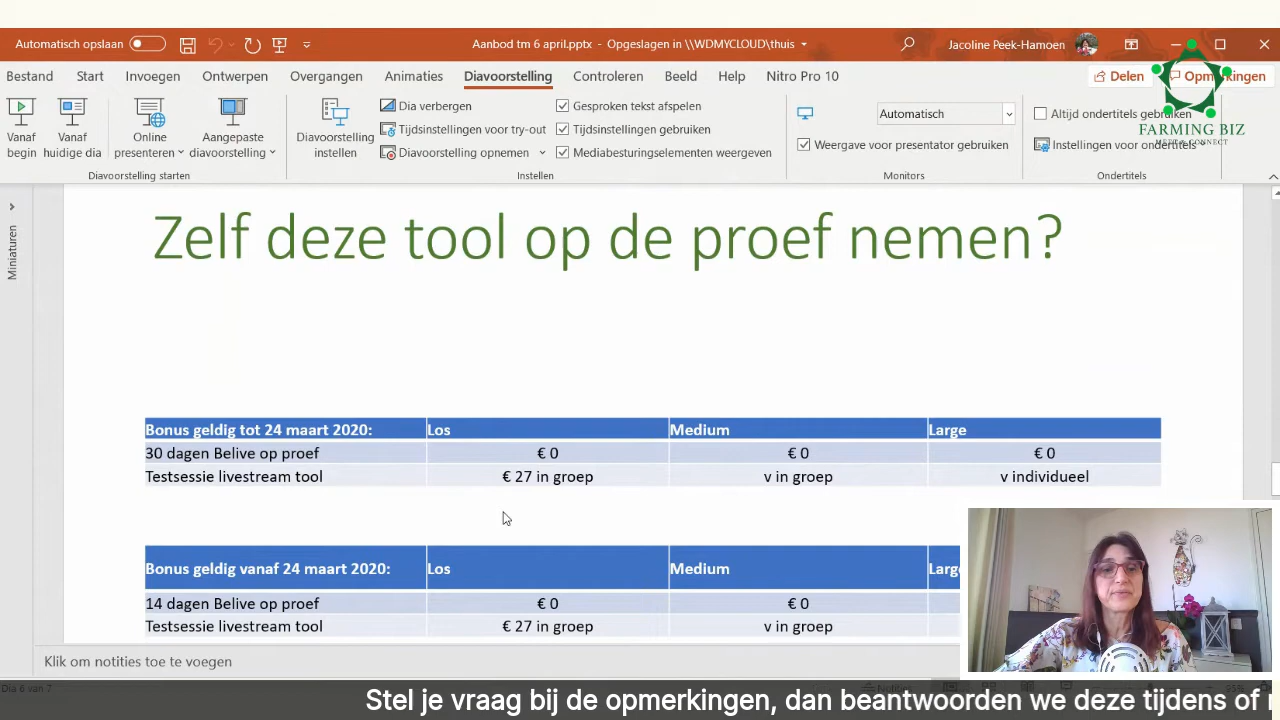 Automatisch opslaan
Aanbod tm 6 april.pptx - Opgeslagen in \\WDMYCLOUD\thuis
Jacoline Peek-Hamoen
Bestand Start Invoegen Ontwerpen Overgangen Animaties Diavoorstelling Controleren Beeld Help Nitro Pro 10
Delen Opmerkingen
FARMING BIZ
Vanaf begin
Vanaf huidige dia
Online presenteren
Aangepaste diavoorstelling
Diavoorstelling starten
Diavoorstelling instellen
Dia verbergen
Tijdsinstellingen voor try-out
Diavoorstelling opnemen
Gesproken tekst afspelen
Tijdsinstellingen gebruiken
Mediabesturingselementen weergeven
Instellen
Automatisch
Weergave voor presentator gebruiken
Monitors
Altijd ondertitels gebruiken
Instellingen voor ondertitels
Ondertitels
Miniaturen
Zelf deze tool op de proef nemen?
Bonus geldig tot 24 maart 2020: Los Medium Large
30 dagen Belive op proef € 0 € 0 € 0
Testsessie livestream tool € 27 in groep v in groep v individueel
Bonus geldig vanaf 24 maart 2020: Los Medium
14 dagen Belive op proef € 0 € 0
Testsessie livestream tool € 27 in groep v in groep
Klik om notities toe te voegen
Dia 6 van 7
Notities
Stel je vraag bij de opmerkingen, dan beantwoorden we deze tijdens of